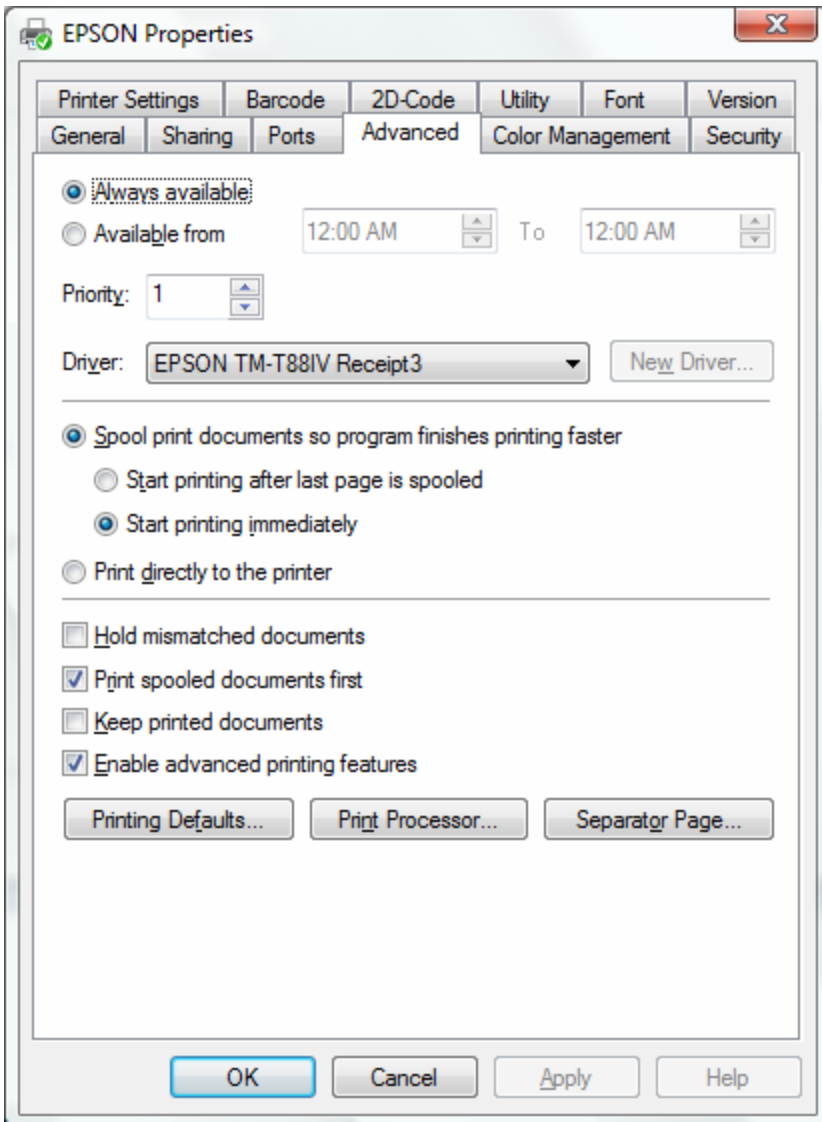 EPSON Properties
Printer Settings Barcode 2D-Code Utility Font Version
General Sharing Ports Advanced Color Management Security
Always available
Available from 12:00 AM To 12:00 AM
Priority: 1
Driver: EPSON TM-T88IV Receipt3 New Driver...
Spool print documents so program finishes printing faster
Start printing after last page is spooled
Start printing immediately
Print directly to the printer
Hold mismatched documents
Print spooled documents first
Keep printed documents
Enable advanced printing features
Printing Defaults... Print Processor... Separator Page...
OK Cancel Apply Help